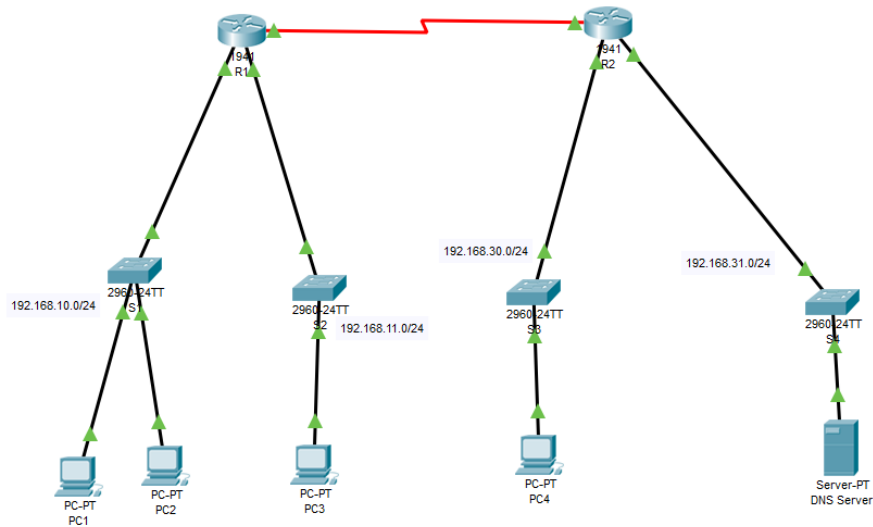 1941
R1
1941
R2
192.168.30.0/24
192.168.31.0/24
2960-24TT
S1
192.168.10.0/24
2960-24TT
S2
192.168.11.0/24
2960-24TT
S3
2960-24TT
S4
PC-PT
PC1
PC-PT
PC2
PC-PT
PC3
PC-PT
PC4
Server-PT
DNS Server